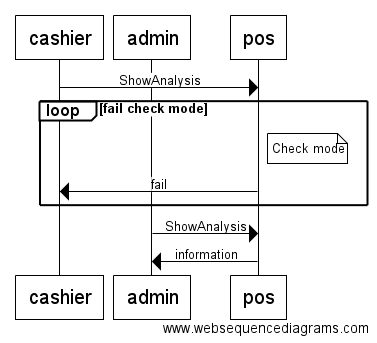 cashier admin pos
ShowAnalysis
loop [fail check mode]
Check mode
fail
ShowAnalysis
information
cashier admin pos
www.websequencediagrams.com